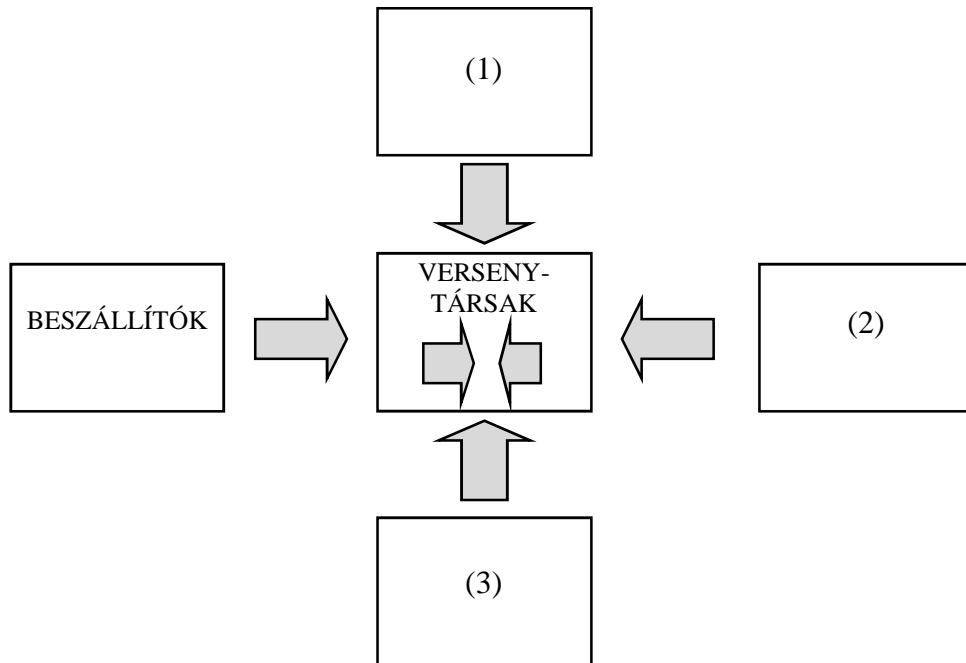 (1)
VERSENY-
TÁRSAK
BESZÁLLÍTÓK
(2)
(3)